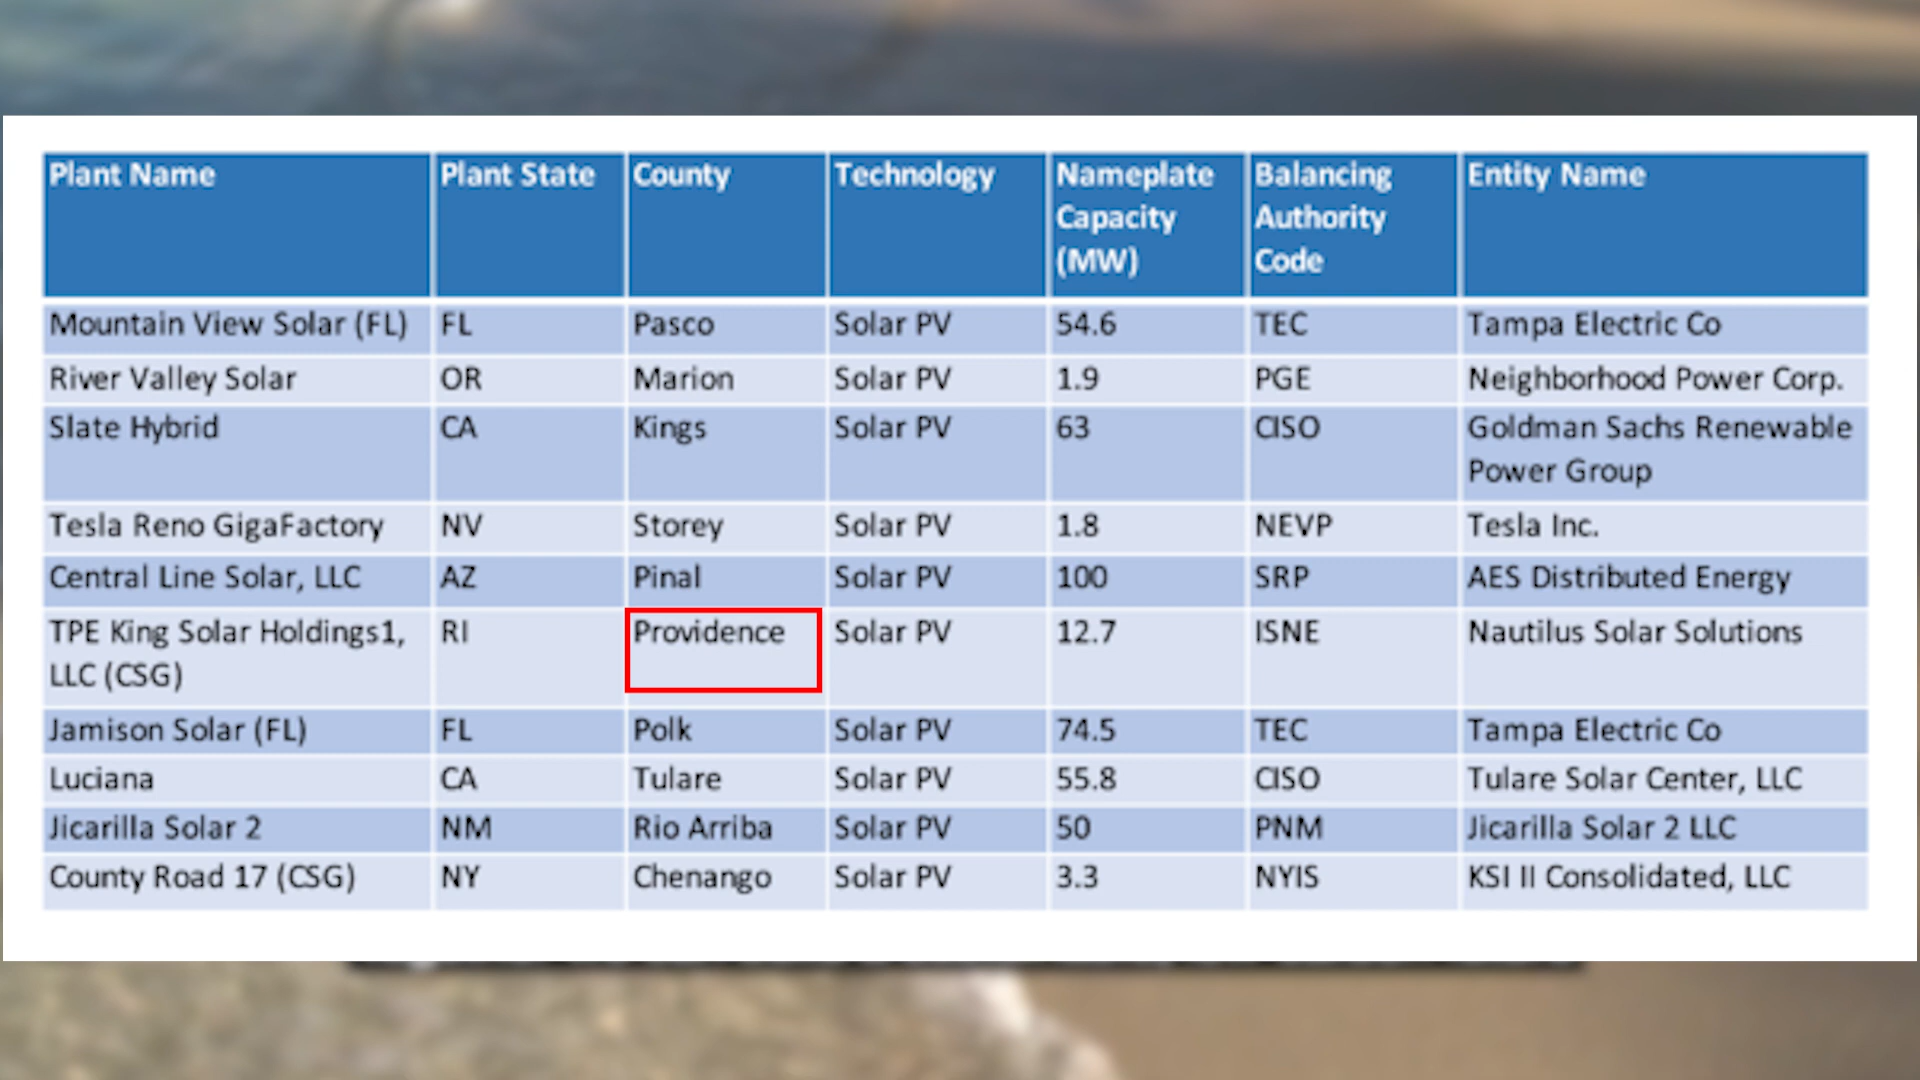 Plant Name Plant State County Technology Nameplate Capacity (MW) Balancing Authority Code Entity Name
Mountain View Solar (FL) FL Pasco Solar PV 54.6 TEC Tampa Electric Co
River Valley Solar OR Marion Solar PV 1.9 PGE Neighborhood Power Corp.
Slate Hybrid CA Kings Solar PV 63 CISO Goldman Sachs Renewable Power Group
Tesla Reno GigaFactory NV Storey Solar PV 1.8 NEVP Tesla Inc.
Central Line Solar, LLC AZ Pinal Solar PV 100 SRP AES Distributed Energy
TPE King Solar Holdings1, LLC (CSG) RI Providence Solar PV 12.7 ISNE Nautilus Solar Solutions
Jamison Solar (FL) FL Polk Solar PV 74.5 TEC Tampa Electric Co
Luciana CA Tulare Solar PV 55.8 CISO Tulare Solar Center, LLC
Jicarilla Solar 2 NM Rio Arriba Solar PV 50 PNM Jicarilla Solar 2 LLC
County Road 17 (CSG) NY Chenango Solar PV 3.3 NYIS KSI II Consolidated, LLC